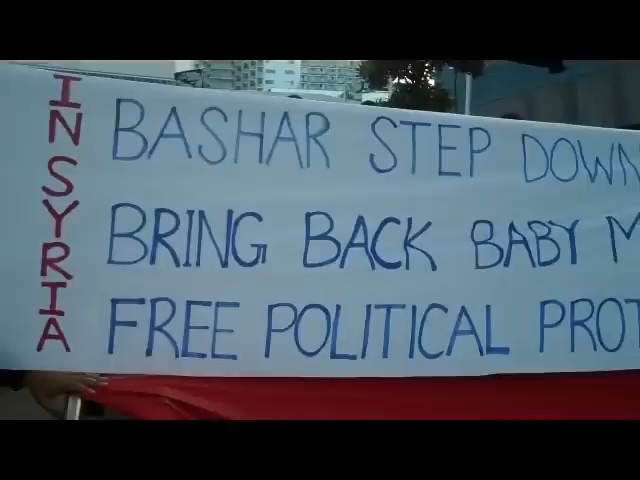 IN SYRIA
BASHAR STEP DOWN
BRING BACK BABY
FREE POLITICAL